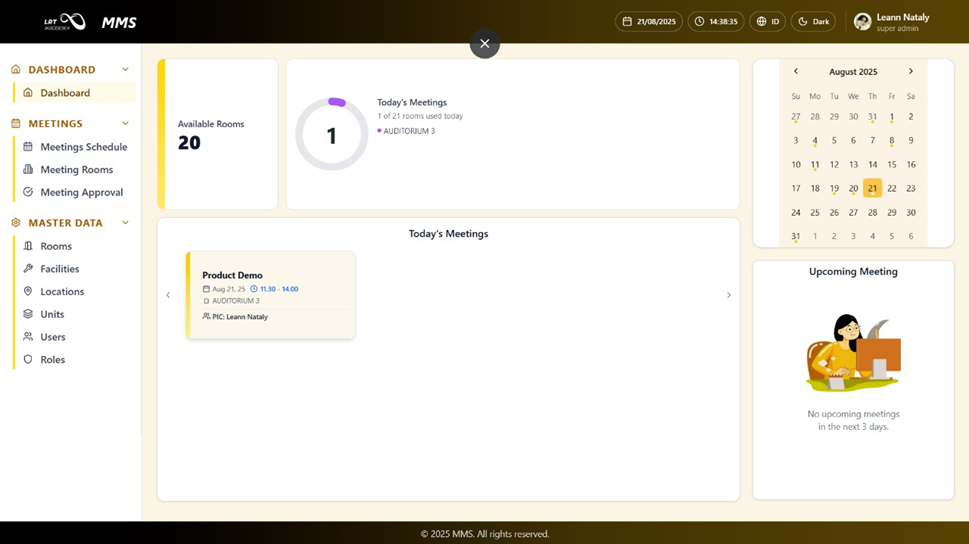 LRT
JABODEBEK
MMS
21/08/2025
14:38:35
ID
Dark
Leann Nataly
super admin
DASHBOARD
Dashboard
MEETINGS
Meetings Schedule
Meeting Rooms
Meeting Approval
MASTER DATA
Rooms
Facilities
Locations
Units
Users
Roles
Available Rooms
20
1
Today's Meetings
1 of 21 rooms used today
AUDITORIUM 3
Today's Meetings
Product Demo
Aug 21, 25 11.30 - 14.00
AUDITORIUM 3
PIC: Leann Nataly
August 2025
Su Mo Tu We Th Fr Sa
27 28 29 30 31 1 2
3 4 5 6 7 8 9
10 11 12 13 14 15 16
17 18 19 20 21 22 23
24 25 26 27 28 29 30
31 1 2 3 4 5 6
Upcoming Meeting
No upcoming meetings
in the next 3 days.
© 2025 MMS. All rights reserved.